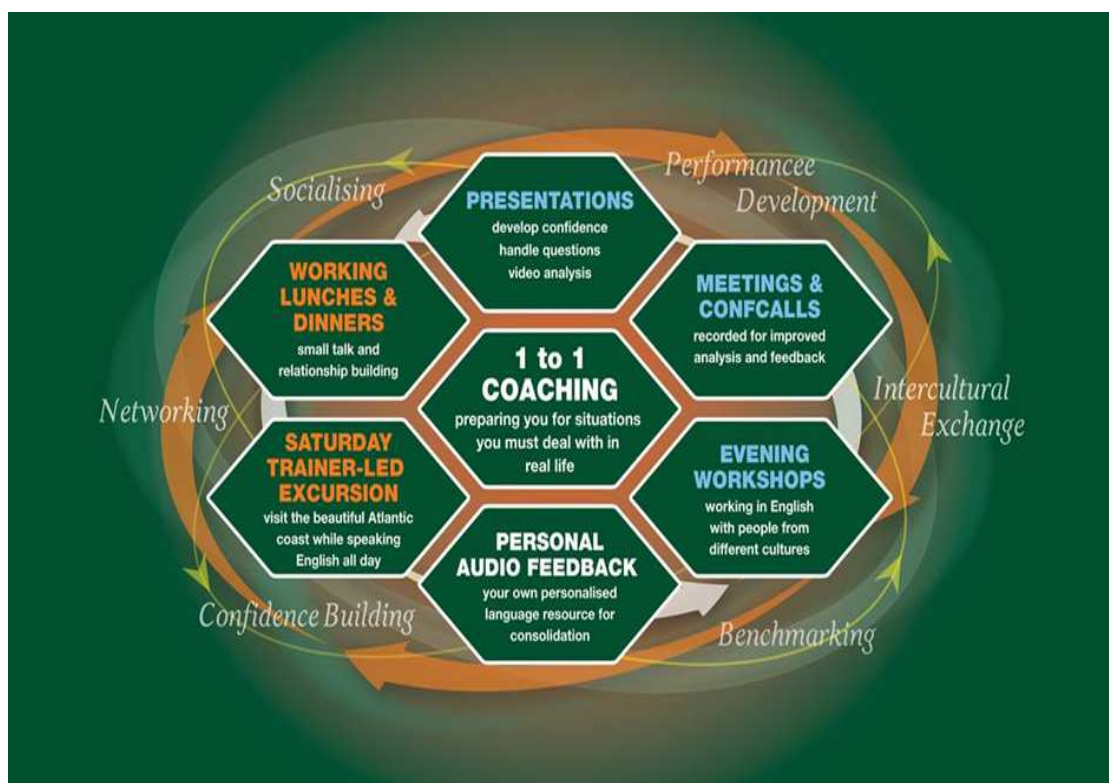 Socialising
Performancee
Development
PRESENTATIONS
develop confidence
handle questions
video analysis
WORKING
LUNCHES &
DINNERS
small talk and
relationship building
MEETINGS &
CONFCALLS
recorded for improved
analysis and feedback
1 to 1
COACHING
preparing you for situations
you must deal with in
real life
Networking
Intercultural
Exchange
SATURDAY
TRAINER-LED
EXCURSION
visit the beautiful Atlantic
coast while speaking
English all day
EVENING
WORKSHOPS
working in English
with people from
different cultures
PERSONAL
AUDIO FEEDBACK
your own personalised
language resource for
consolidation
Confidence Building
Benchmarking